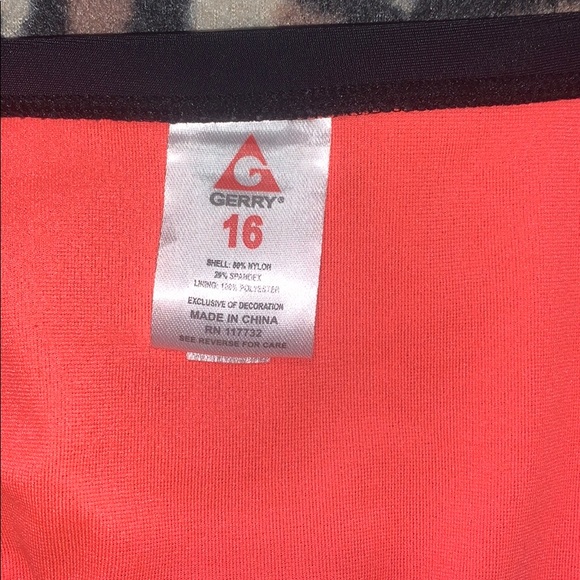 G
GERRY®
16
SHELL: 80% NYLON
20% SPANDEX
LINING: 100% POLYESTER
EXCLUSIVE OF DECORATION
MADE IN CHINA
RN 117732
SEE REVERSE FOR CARE